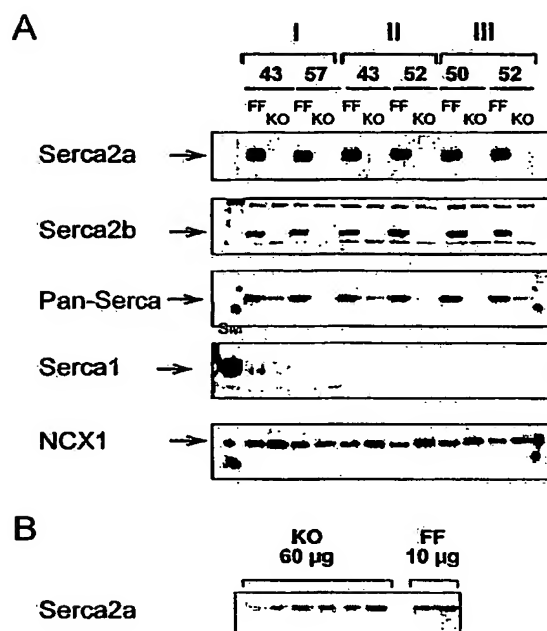 A
I II III
43 57 43 52 50 52
FF KO FF KO FF KO FF KO FF KO FF KO
Serca2a
Serca2b
Pan-Serca
Serca1
NCX1
B
KO FF
60 µg 10 µg
Serca2a